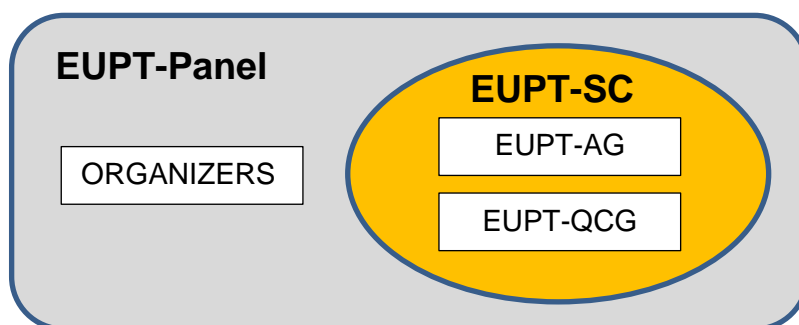 EUPT-Panel
EUPT-SC
EUPT-AG
ORGANIZERS
EUPT-QCG